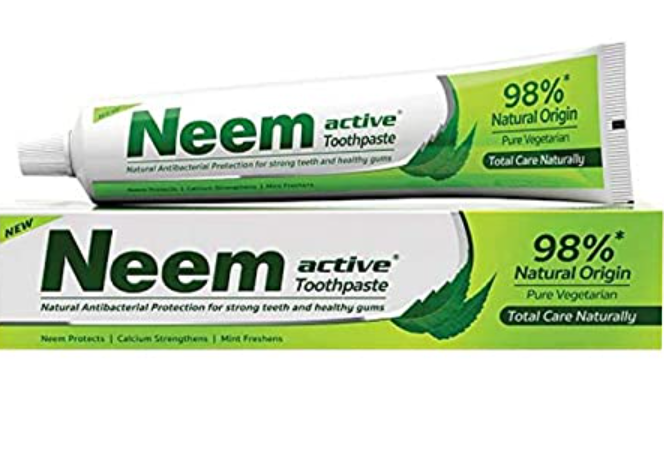 NEW
Neem active®
Toothpaste
Natural Antibacterial Protection for strong teeth and healthy gums
Neem Protects | Calcium Strengthens | Mint Freshens
98%*
Natural Origin
Pure Vegetarian
Total Care Naturally
NEW
Neem active®
Toothpaste
Natural Antibacterial Protection for strong teeth and healthy gums
Neem Protects | Calcium Strengthens | Mint Freshens
98%*
Natural Origin
Pure Vegetarian
Total Care Naturally